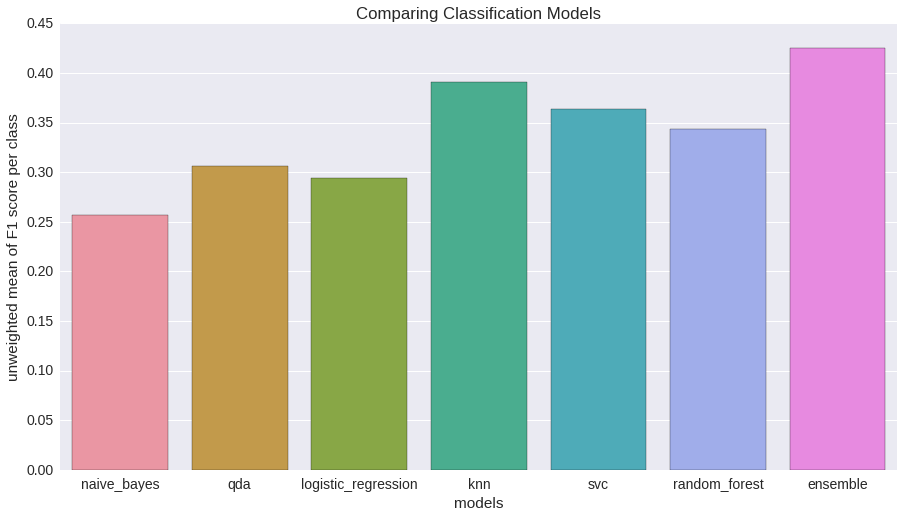 Comparing Classification Models
unweighted mean of F1 score per class
0.45
0.40
0.35
0.30
0.25
0.20
0.15
0.10
0.05
0.00
naive_bayes qda logistic_regression knn svc random_forest ensemble
models